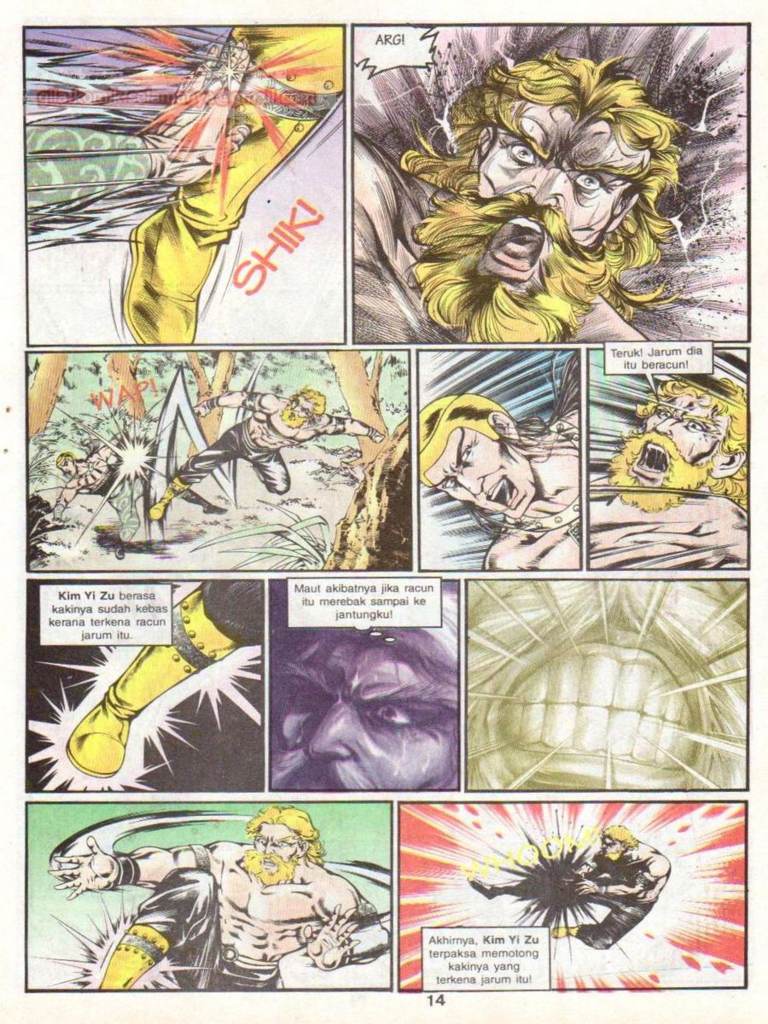 SHIK!
ARG!
WAP!
Teruk! Jarum dia
itu beracun!
Kim Yi Zu berasa
kakinya sudah kebas
kerana terkena racun
jarum itu.
Maut akibatnya jika racun
itu merebak sampai ke
jantungku!
WHOOM!
Akhirnya, Kim Yi Zu
terpaksa memotong
kakinya yang
terkena jarum itu!
14